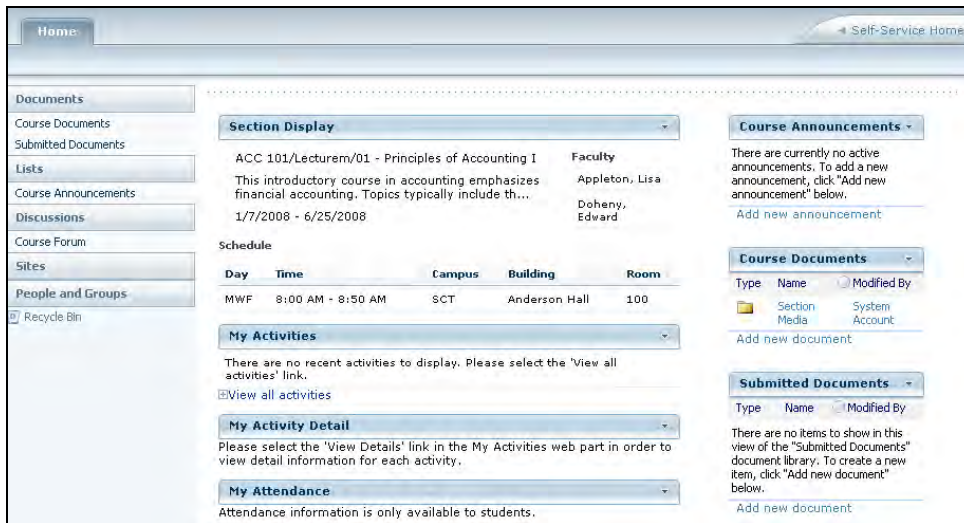 Home
Self-Service Home
Documents
Course Documents
Submitted Documents
Lists
Course Announcements
Discussions
Course Forum
Sites
People and Groups
Recycle Bin
Section Display
ACC 101/Lecturem/01 - Principles of Accounting I
This introductory course in accounting emphasizes
financial accounting. Topics typically include th...
1/7/2008 - 6/25/2008
Faculty
Appleton, Lisa
Doheny,
Edward
Schedule
Day Time Campus Building Room
MWF 8:00 AM - 8:50 AM SCT Anderson Hall 100
My Activities
There are no recent activities to display. Please select the 'View all
activities' link.
View all activities
My Activity Detail
Please select the 'View Details' link in the My Activities web part in order to
view detail information for each activity.
My Attendance
Attendance information is only available to students.
Course Announcements
There are currently no active
announcements. To add a new
announcement, click "Add new
announcement" below.
Add new announcement
Course Documents
Type Name Modified By
Section System
Media Account
Add new document
Submitted Documents
Type Name Modified By
There are no items to show in this
view of the "Submitted Documents"
document library. To create a new
item, click "Add new document"
below.
Add new document